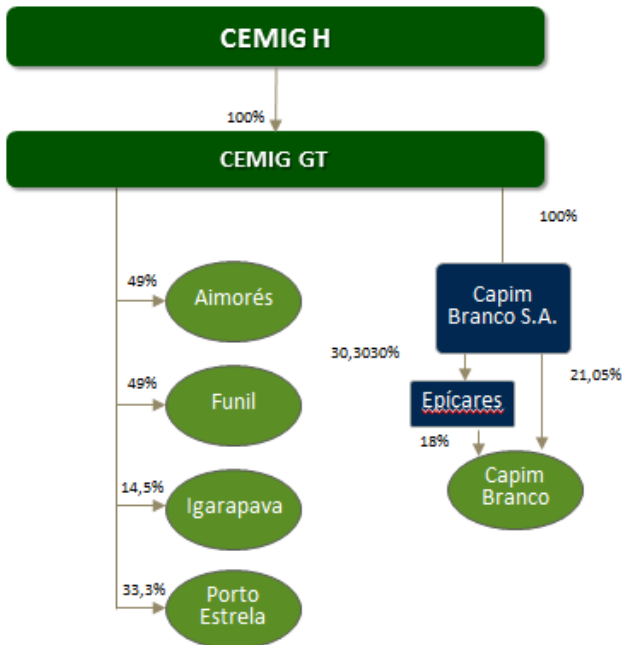 CEMIG H
100%
CEMIG GT
100%
49%
Aimorés
Capim
Branco S.A.
30,3030%
21,05%
49%
Funil
Epícares
18%
14,5%
Igarapava
Capim
Branco
33,3%
Porto
Estrela